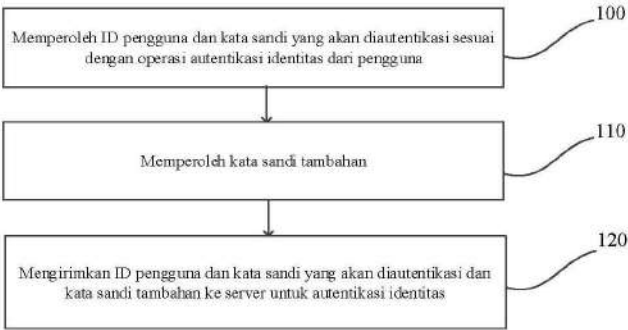 Memperoleh ID pengguna dan kata sandi yang akan diautentikasi sesuai
dengan operasi autentikasi identitas dari pengguna
100
Memperoleh kata sandi tambahan
110
Mengirimkan ID pengguna dan kata sandi yang akan diautentikasi dan
kata sandi tambahan ke server untuk autentikasi identitas
120